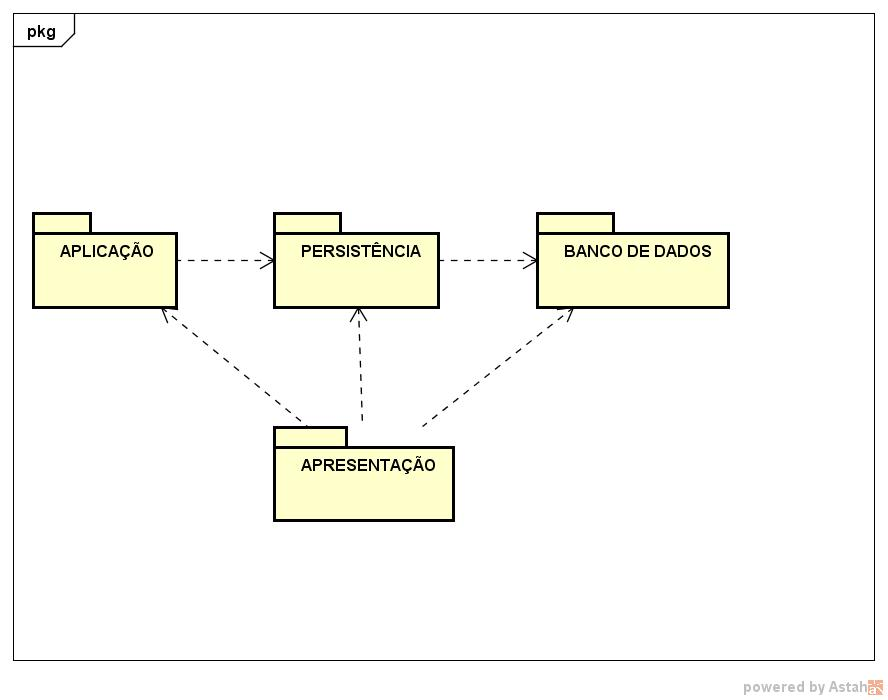 pkg
APLICAÇÃO
PERSISTÊNCIA
BANCO DE DADOS
APRESENTAÇÃO
powered by Astah